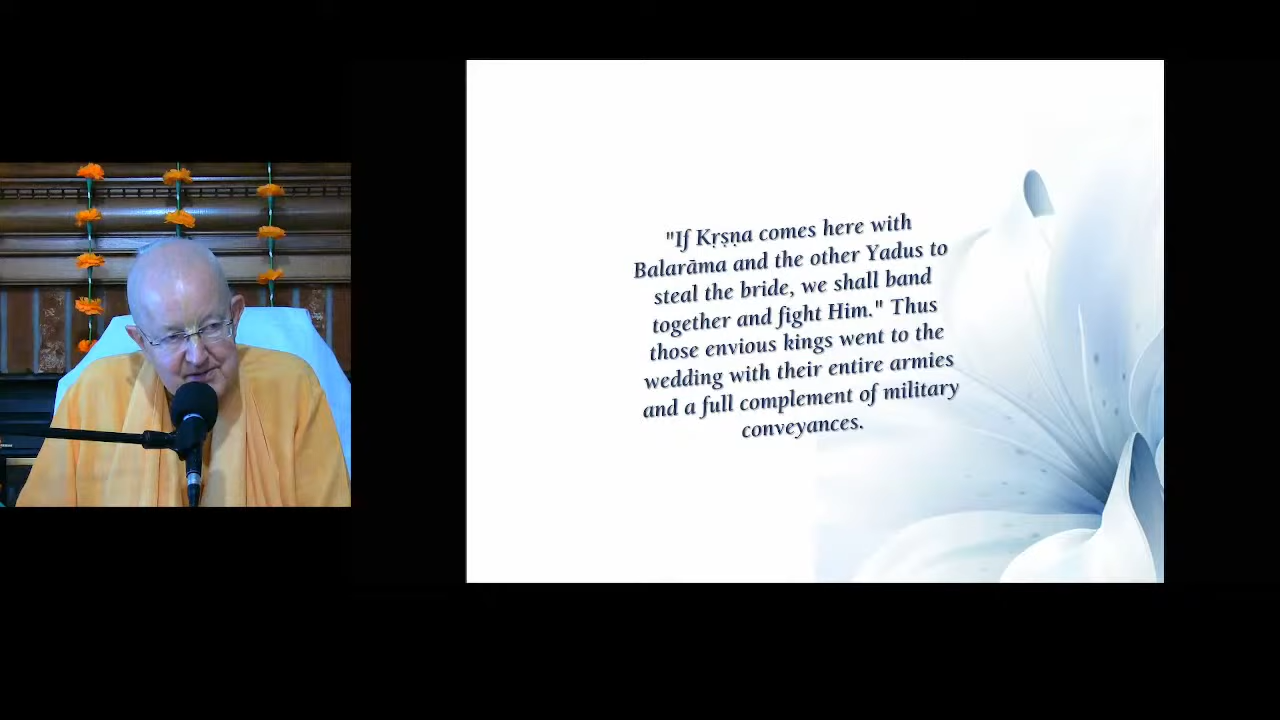 "If Kṛṣṇa comes here with
Balarāma and the other Yadus to
steal the bride, we shall band
together and fight Him." Thus
those envious kings went to the
wedding with their entire armies
and a full complement of military
conveyances.